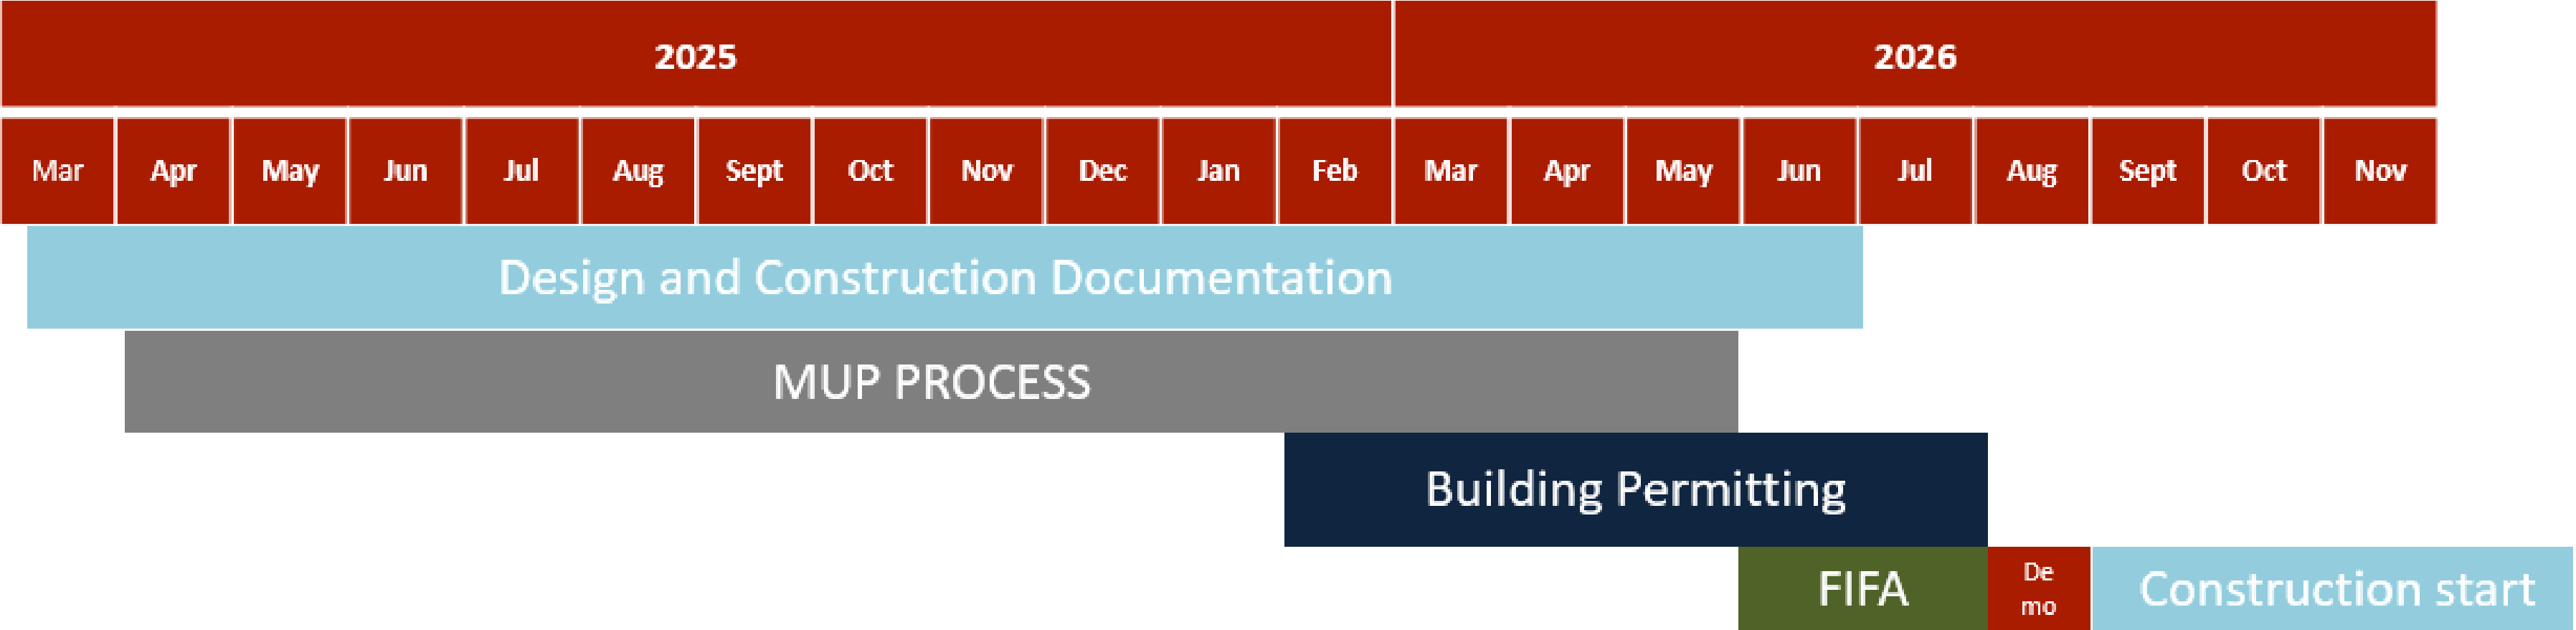 2025 2026
Mar Apr May Jun Jul Aug Sept Oct Nov Dec Jan Feb Mar Apr May Jun Jul Aug Sept Oct Nov
Design and Construction Documentation
MUP PROCESS
Building Permitting
FIFA
De
mo
Construction start